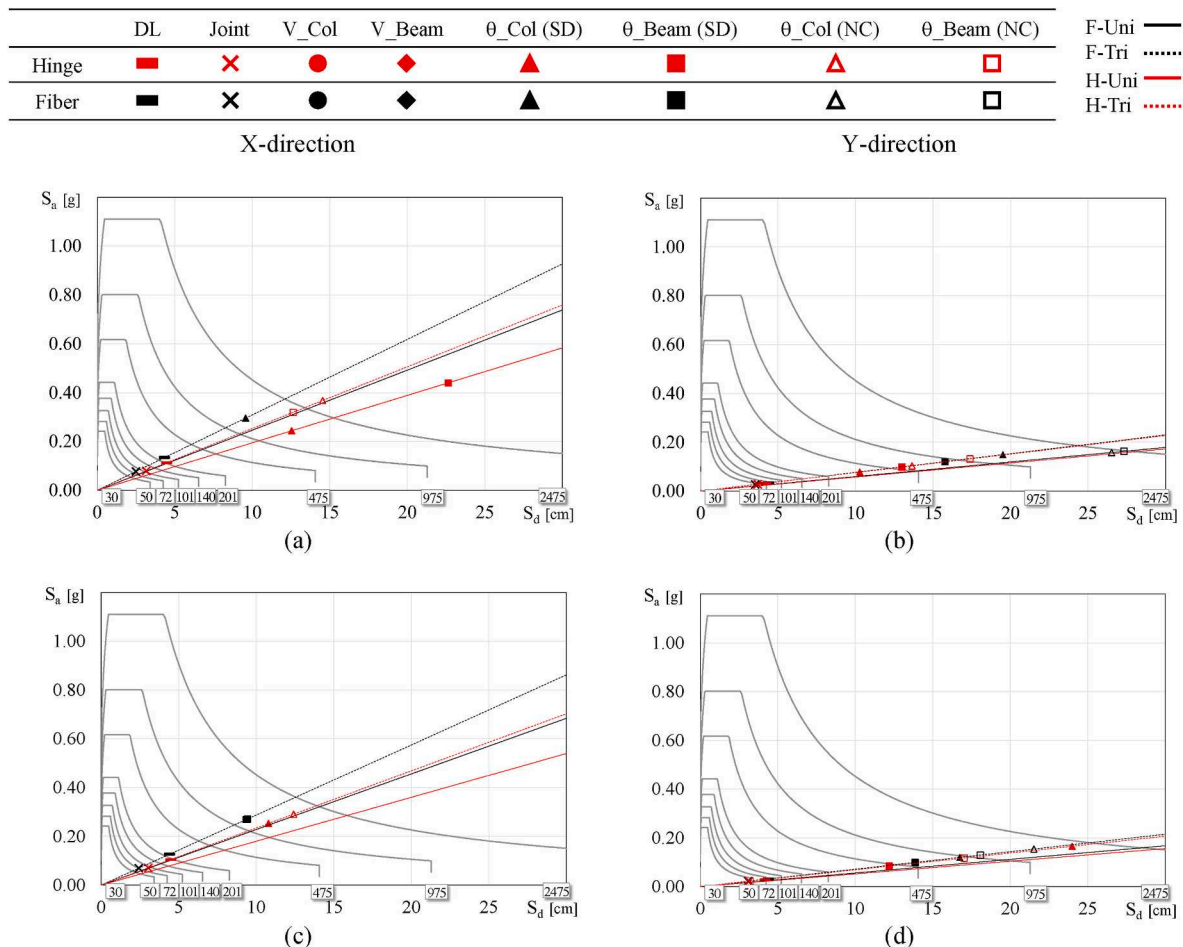 DL Joint V_Col V_Beam θ_Col (SD) θ_Beam (SD) θ_Col (NC) θ_Beam (NC)
Hinge
Fiber
F-Uni
F-Tri
H-Uni
H-Tri
X-direction
Y-direction
Sa [g]
1.00
0.80
0.60
0.40
0.20
0.00
30 50 72 101 140 201 475 975 2475
0 5 10 15 20 25
Sd [cm]
(a)
Sa [g]
1.00
0.80
0.60
0.40
0.20
0.00
30 50 72 101 140 201 475 975 2475
0 5 10 15 20 25
Sd [cm]
(b)
Sa [g]
1.00
0.80
0.60
0.40
0.20
0.00
30 50 72 101 140 201 475 975 2475
0 5 10 15 20 25
Sd [cm]
(c)
Sa [g]
1.00
0.80
0.60
0.40
0.20
0.00
30 50 72 101 140 201 475 975 2475
0 5 10 15 20 25
Sd [cm]
(d)